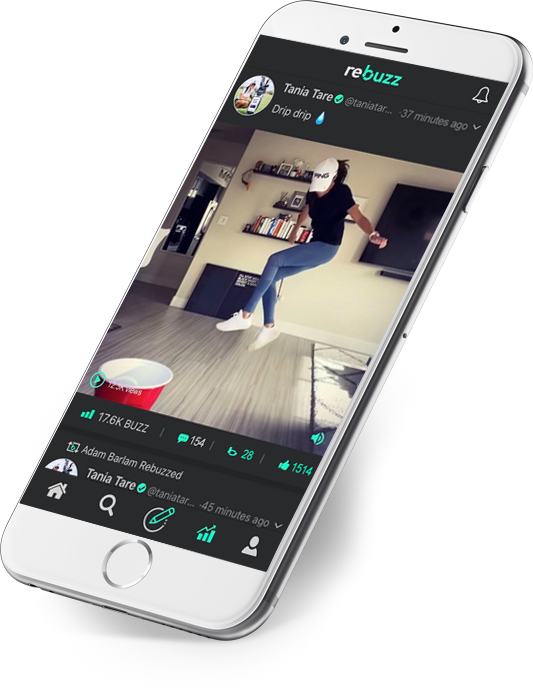 rebuzz
Tania Tare @taniatar... ·37 minutes ago
Drip drip
PING
12.3K views
17.6K BUZZ
154
28
1514
Adam Barlam Rebuzzed
Tania Tare @taniatar... ·45 minutes ago